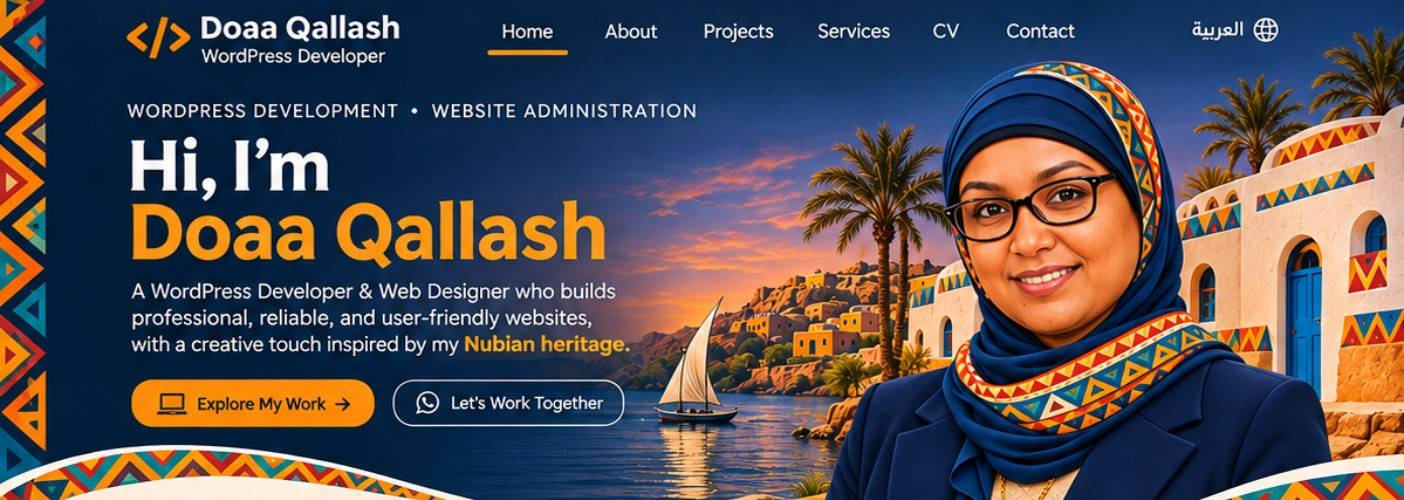 </> Doaa Qallash
WordPress Developer
Home About Projects Services CV Contact العربية
WORDPRESS DEVELOPMENT • WEBSITE ADMINISTRATION
Hi, I'm
Doaa Qallash
A WordPress Developer & Web Designer who builds
professional, reliable, and user-friendly websites,
with a creative touch inspired by my Nubian heritage.
Explore My Work →
Let's Work Together